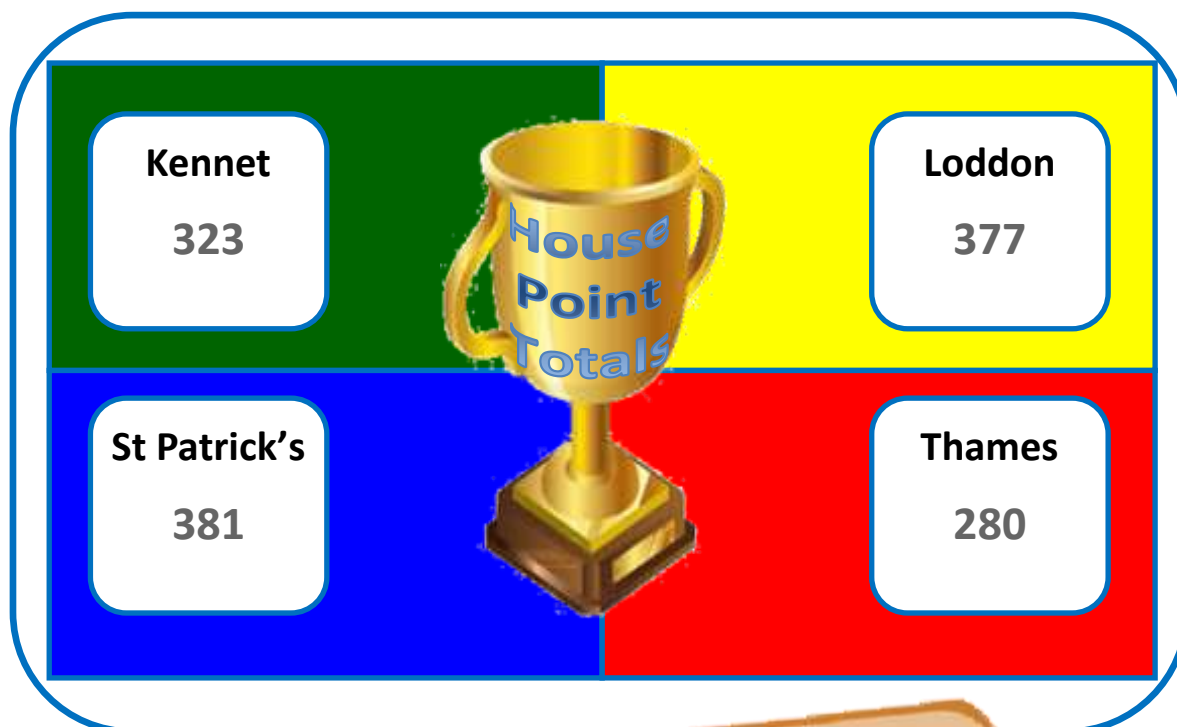 Kennet
323
Loddon
377
House
Point
Totals
St Patrick’s
381
Thames
280